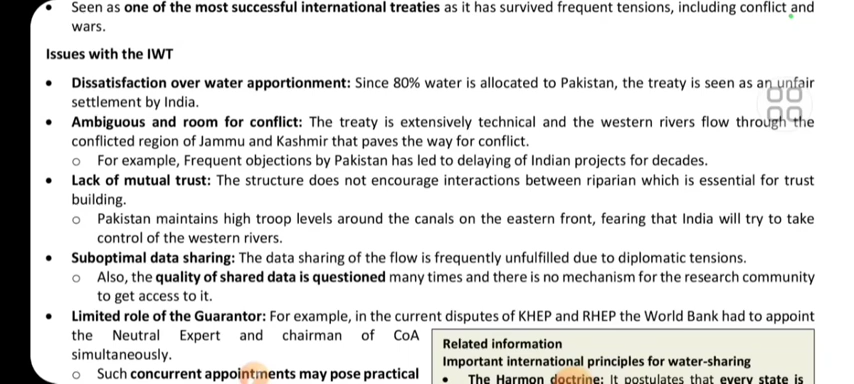 • Seen as one of the most successful international treaties as it has survived frequent tensions, including conflict and
wars.
Issues with the IWT
• Dissatisfaction over water apportionment: Since 80% water is allocated to Pakistan, the treaty is seen as an unfair
settlement by India.
• Ambiguous and room for conflict: The treaty is extensively technical and the western rivers flow through the
conflicted region of Jammu and Kashmir that paves the way for conflict.
o For example, Frequent objections by Pakistan has led to delaying of Indian projects for decades.
• Lack of mutual trust: The structure does not encourage interactions between riparian which is essential for trust
building.
o Pakistan maintains high troop levels around the canals on the eastern front, fearing that India will try to take
control of the western rivers.
• Suboptimal data sharing: The data sharing of the flow is frequently unfulfilled due to diplomatic tensions.
o Also, the quality of shared data is questioned many times and there is no mechanism for the research community
to get access to it.
• Limited role of the Guarantor: For example, in the current disputes of KHEP and RHEP the World Bank had to appoint
the Neutral Expert and chairman of CoA
simultaneously.
o Such concurrent appointments may pose practical
Related information
Important international principles for water-sharing
• The Harmon doctrine: It postulates that every state is